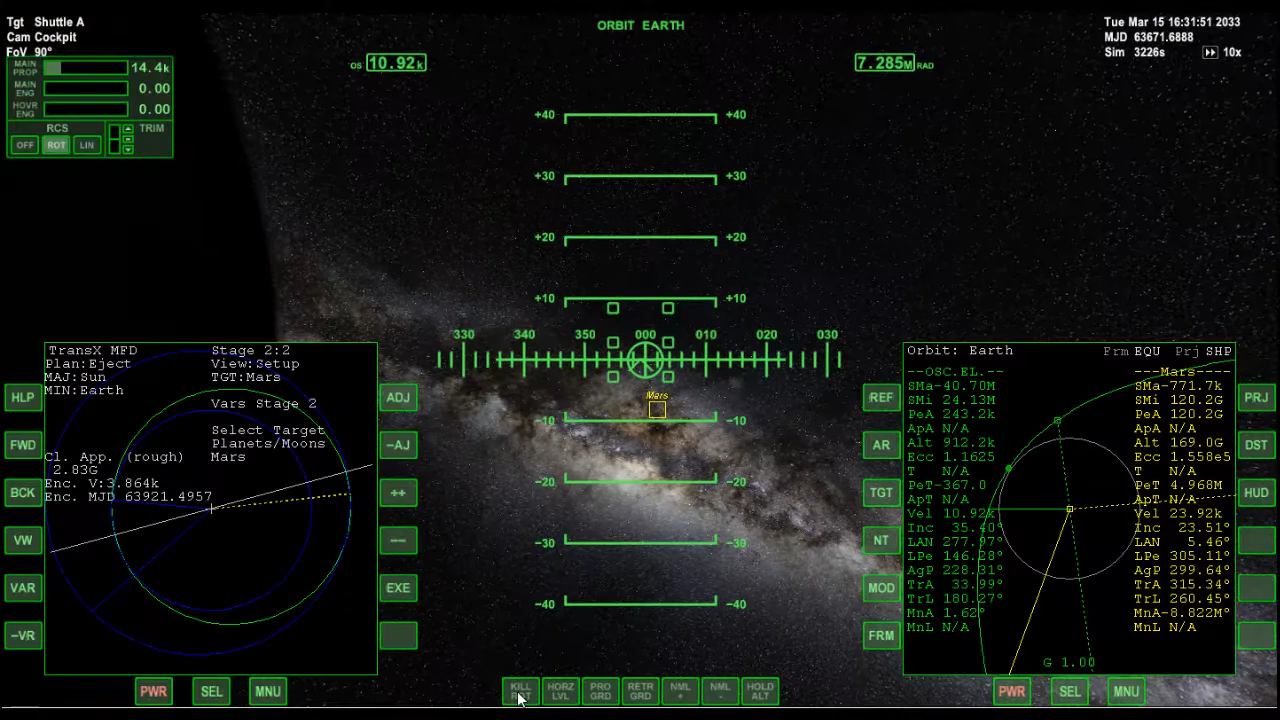 Tgt Shuttle A
Cam Cockpit
FoV 90°
MAIN PROP 14.4k
MAIN ENG 0.00
HOVR ENG 0.00
RCS TRIM
OFF ROT LIN
ORBIT EARTH
OS 10.92k
7.285M RAD
Tue Mar 15 16:31:51 2033
MJD 63671.6888
Sim 3226s 10x
+40 +40
+30 +30
+20 +20
+10 +10
330 340 350 000 010 020 030
Mars
-10 -10
-20 -20
-30 -30
-40 -40
TransX MFD Stage 2:2
Plan:Eject View:Setup
MAJ:Sun TGT:Mars
MIN:Earth
Vars Stage 2
Select Target
Planets/Moons
Cl. App. (rough) Mars
2.83G
Enc. V:3.864k
Enc. MJD 63921.4957
HLP
FWD
BCK
VW
VAR
-VR
ADJ
-AJ
++
--
EXE
PWR SEL MNU
KILL ROT
HORZ LVL
PRO GRD
RETR GRD
NML +
NML -
HOLD ALT
Orbit: Earth Frm EQU Prj SHP
--OSC.EL.-- ---Mars---
SMa-40.70M SMa-771.7k
SMi 24.13M SMi 120.2G
PeA 243.2k PeA 120.2G
ApA N/A ApA N/A
Alt 912.2k Alt 169.0G
Ecc 1.1625 Ecc 1.558e5
T N/A T N/A
PeT-367.0 PeT 4.968M
ApT N/A ApT N/A
Vel 10.92k Vel 23.92k
Inc 35.40° Inc 23.51°
LAN 277.97° LAN 5.46°
LPe 146.28° LPe 305.11°
AgP 228.31° AgP 299.64°
TrA 33.99° TrA 315.34°
TrL 180.27° TrL 260.45°
MnA 1.62° MnA-8.822M°
MnL N/A MnL N/A
G 1.00
REF
AR
TGT
NT
MOD
FRM
PRJ
DST
HUD
PWR SEL MNU